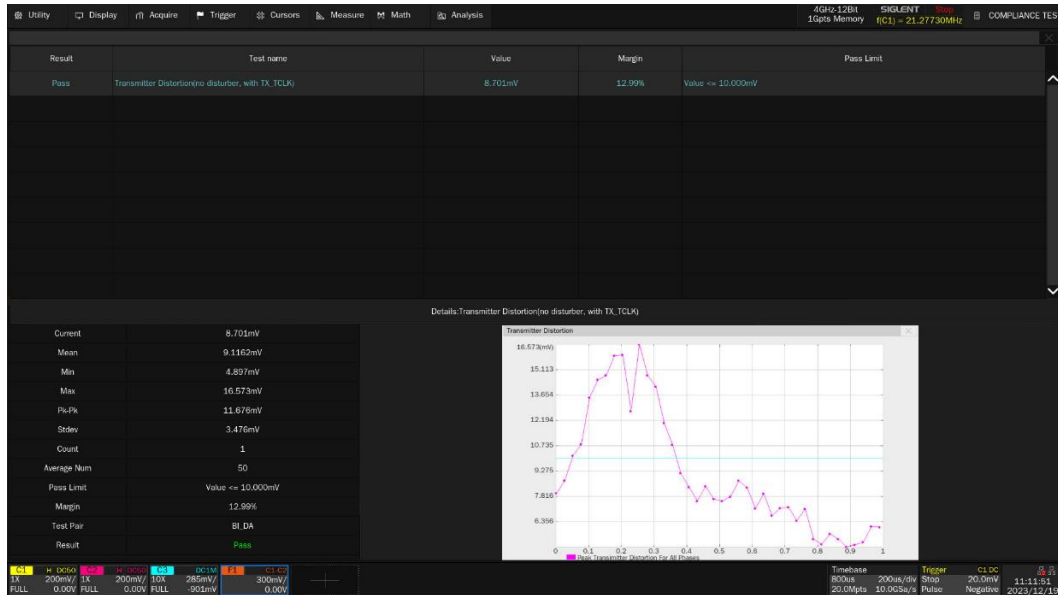 Utility Display Acquire Trigger Cursors Measure Math Analysis 4GHz-12Bit SIGLENT Stop COMPLIANCE TES
1Gpts Memory f(C1) = 21.27730MHz
Result Test name Value Margin Pass Limit
Pass Transmitter Distortion(no disturber, with TX_TCLK) 8.701mV 12.99% Value <= 10.000mV
Details:Transmitter Distortion(no disturber, with TX_TCLK)
Current 8.701mV
Mean 9.1162mV
Min 4.897mV
Max 16.573mV
Pk-Pk 11.676mV
Stdev 3.476mV
Count 1
Average Num 50
Pass Limit Value <= 10.000mV
Margin 12.99%
Test Pair BI_DA
Result Pass
Transmitter Distortion
16.573(mV)
15.113
13.654
12.194
10.735
9.275
7.816
6.356
0 0.1 0.2 0.3 0.4 0.5 0.6 0.7 0.8 0.9 1
Peak Transmitter Distortion For All Phases
C1 H DC50 C2 H DC50 C3 DC1M F1 C1-C2 Timebase Trigger C1 DC
1X 200mV/ 1X 200mV/ 10X 285mV/ 300mV/ 800us 200us/div Stop 20.0mV 11:11:51
FULL 0.00V FULL 0.00V FULL -901mV 0.00V 20.0Mpts 10.0GSa/s Pulse Negative 2023/12/19